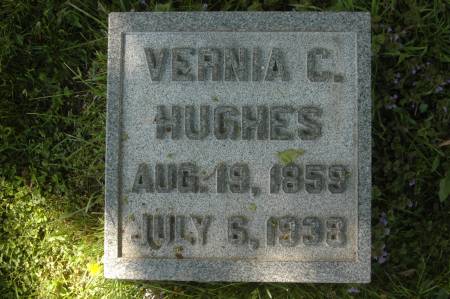 VERNIA C.
HUGHES
AUG. 19, 1859
JULY 6, 1938